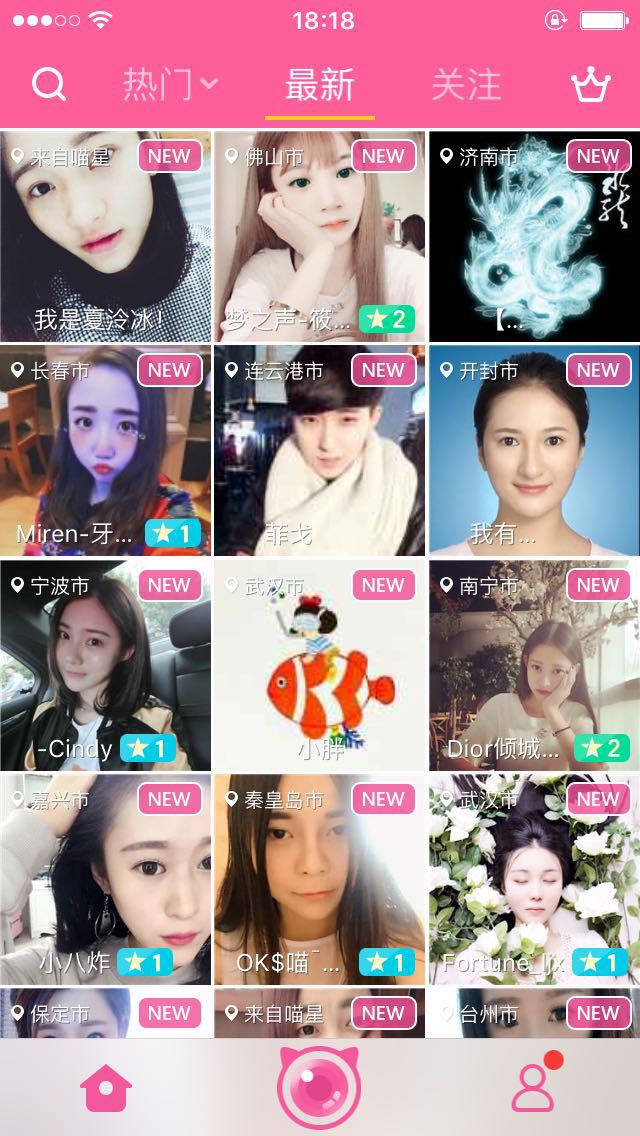 18:18
热门 最新 关注
来自喵星 NEW
我是夏泠冰!
佛山市 NEW
梦之声-筱... 2
济南市 NEW
水龙
【...
长春市 NEW
Miren-牙... 1
连云港市 NEW
菲戈
开封市 NEW
我有...
宁波市 NEW
-Cindy 1
武汉市 NEW
小胖
南宁市 NEW
Dior倾城... 2
嘉兴市 NEW
小八炸 1
秦皇岛市 NEW
OK$喵¯... 1
武汉市 NEW
Fortune_ljx 1
保定市 NEW
来自喵星 NEW
台州市 NEW